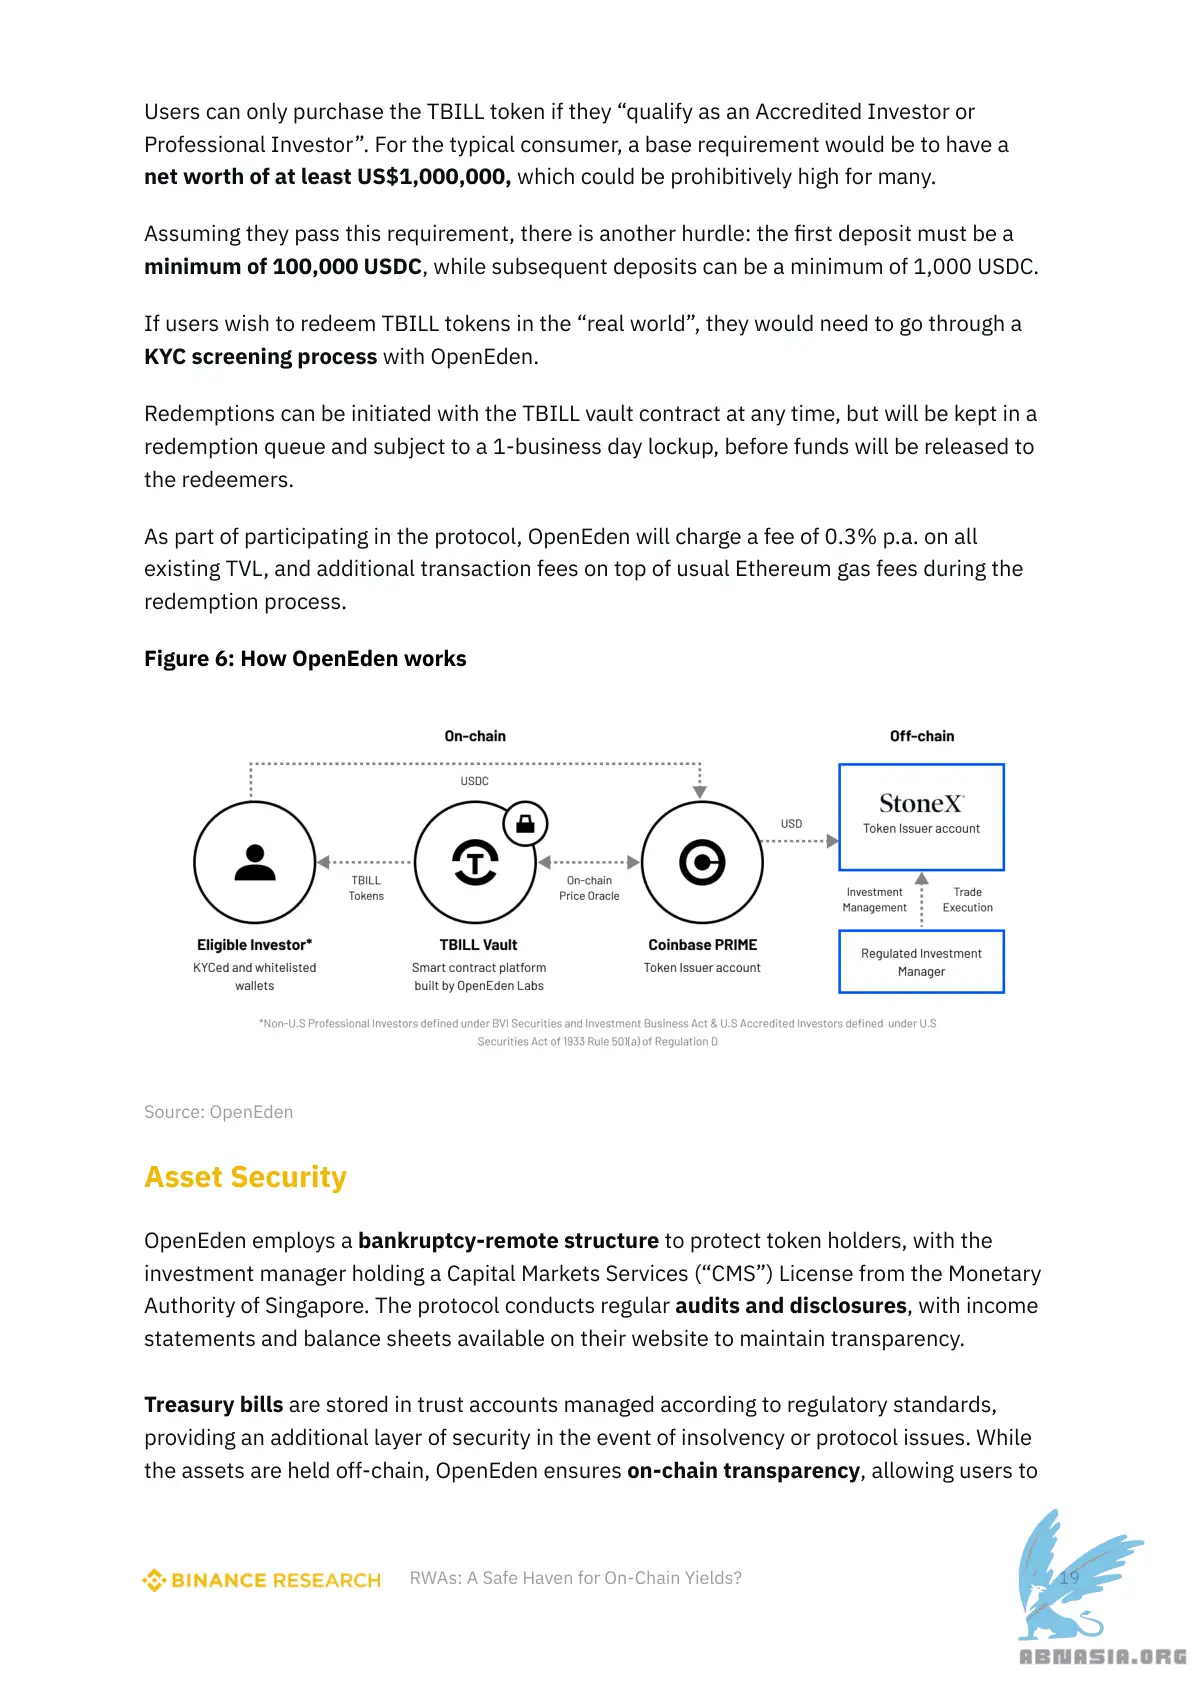 Users can only purchase the TBILL token if they “qualify as an Accredited Investor or
Professional Investor”. For the typical consumer, a base requirement would be to have a
net worth of at least US$1,000,000, which could be prohibitively high for many.
Assuming they pass this requirement, there is another hurdle: the first deposit must be a
minimum of 100,000 USDC, while subsequent deposits can be a minimum of 1,000 USDC.
If users wish to redeem TBILL tokens in the “real world”, they would need to go through a
KYC screening process with OpenEden.
Redemptions can be initiated with the TBILL vault contract at any time, but will be kept in a
redemption queue and subject to a 1-business day lockup, before funds will be released to
the redeemers.
As part of participating in the protocol, OpenEden will charge a fee of 0.3% p.a. on all
existing TVL, and additional transaction fees on top of usual Ethereum gas fees during the
redemption process.
Figure 6: How OpenEden works
On-chain
Off-chain
USDC
StoneX
Token Issuer account
USD
TBILL
Tokens
On-chain
Price Oracle
Investment
Management
Trade
Execution
Eligible Investor*
KYCed and whitelisted
wallets
TBILL Vault
Smart contract platform
built by OpenEden Labs
Coinbase PRIME
Token Issuer account
Regulated Investment
Manager
*Non-U.S Professional Investors defined under BVI Securities and Investment Business Act & U.S Accredited Investors defined under U.S
Securities Act of 1933 Rule 501(a) of Regulation D
Source: OpenEden
Asset Security
OpenEden employs a bankruptcy-remote structure to protect token holders, with the
investment manager holding a Capital Markets Services (“CMS”) License from the Monetary
Authority of Singapore. The protocol conducts regular audits and disclosures, with income
statements and balance sheets available on their website to maintain transparency.
Treasury bills are stored in trust accounts managed according to regulatory standards,
providing an additional layer of security in the event of insolvency or protocol issues. While
the assets are held off-chain, OpenEden ensures on-chain transparency, allowing users to
BINANCE RESEARCH
RWAs: A Safe Haven for On-Chain Yields?
19
ABNASIA.ORG